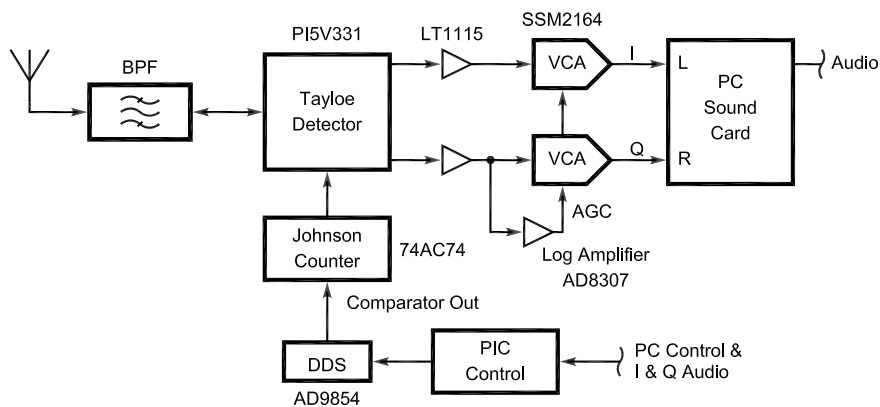 SSM2164
PI5V331
LT1115
BPF
Tayloe
Detector
VCA
I
L
PC
Sound
Card
Audio
VCA
Q
R
AGC
Johnson
Counter
74AC74
Log Amplifier
AD8307
Comparator Out
DDS
AD9854
PIC
Control
PC Control &
I & Q Audio